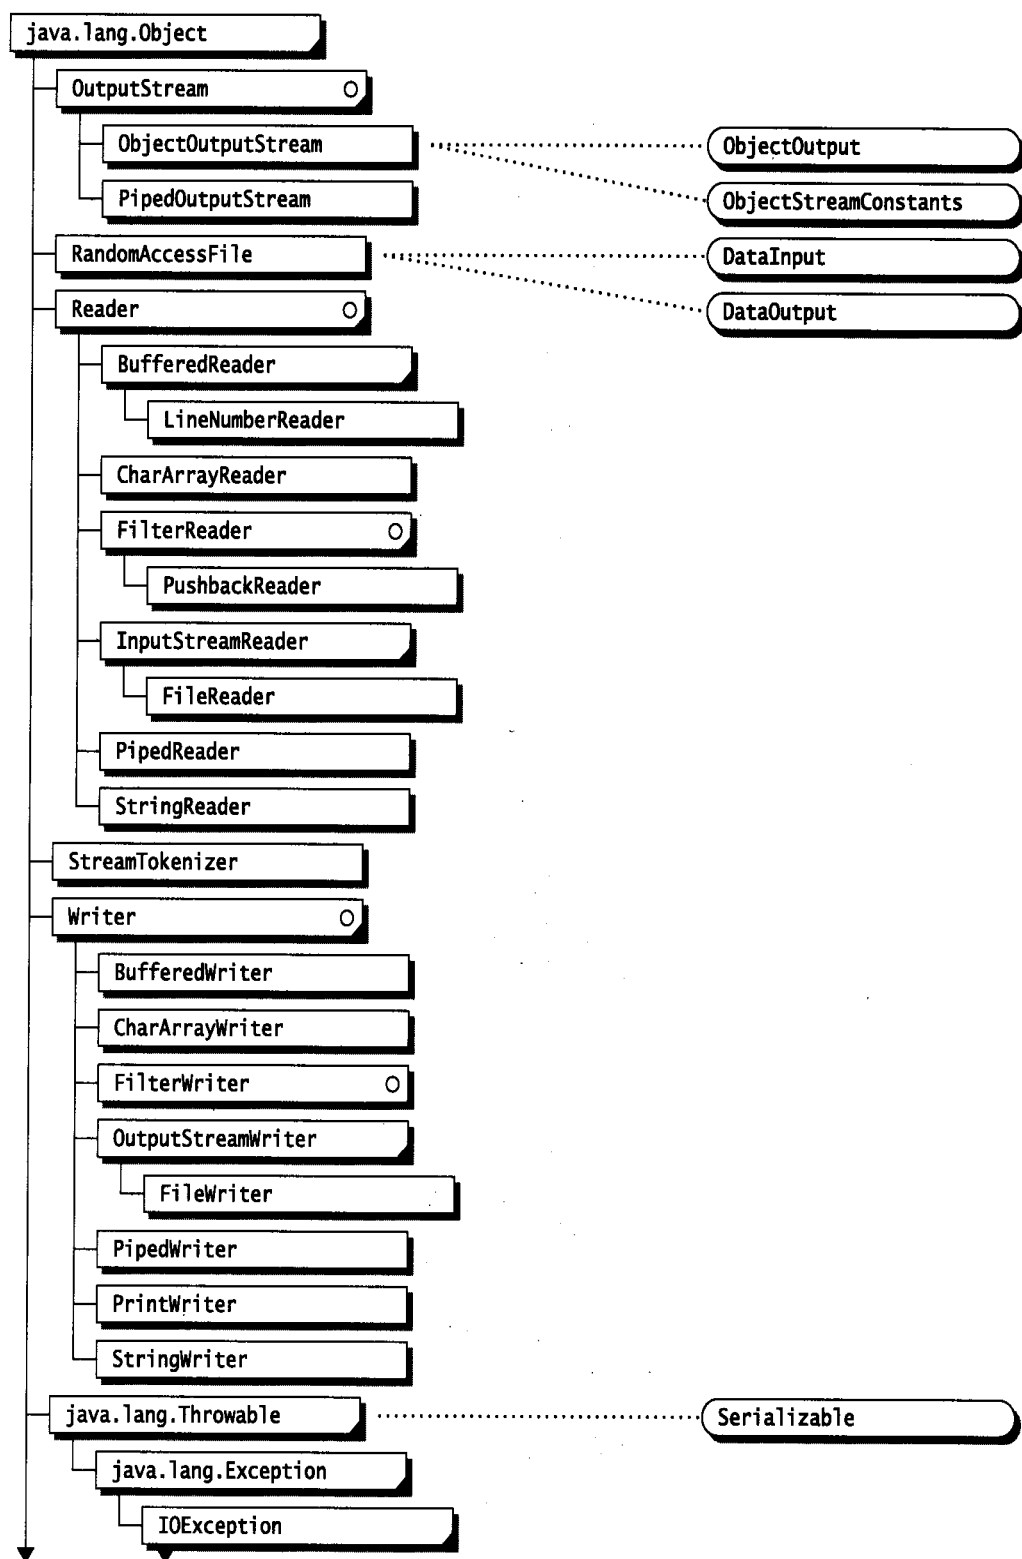 java.lang.Object
OutputStream
ObjectOutputStream
ObjectOutput
PipedOutputStream
ObjectStreamConstants
RandomAccessFile
DataInput
Reader
DataOutput
BufferedReader
LineNumberReader
CharArrayReader
FilterReader
PushbackReader
InputStreamReader
FileReader
PipedReader
StringReader
StreamTokenizer
Writer
BufferedWriter
CharArrayWriter
FilterWriter
OutputStreamWriter
FileWriter
PipedWriter
PrintWriter
StringWriter
java.lang.Throwable
Serializable
java.lang.Exception
IOException